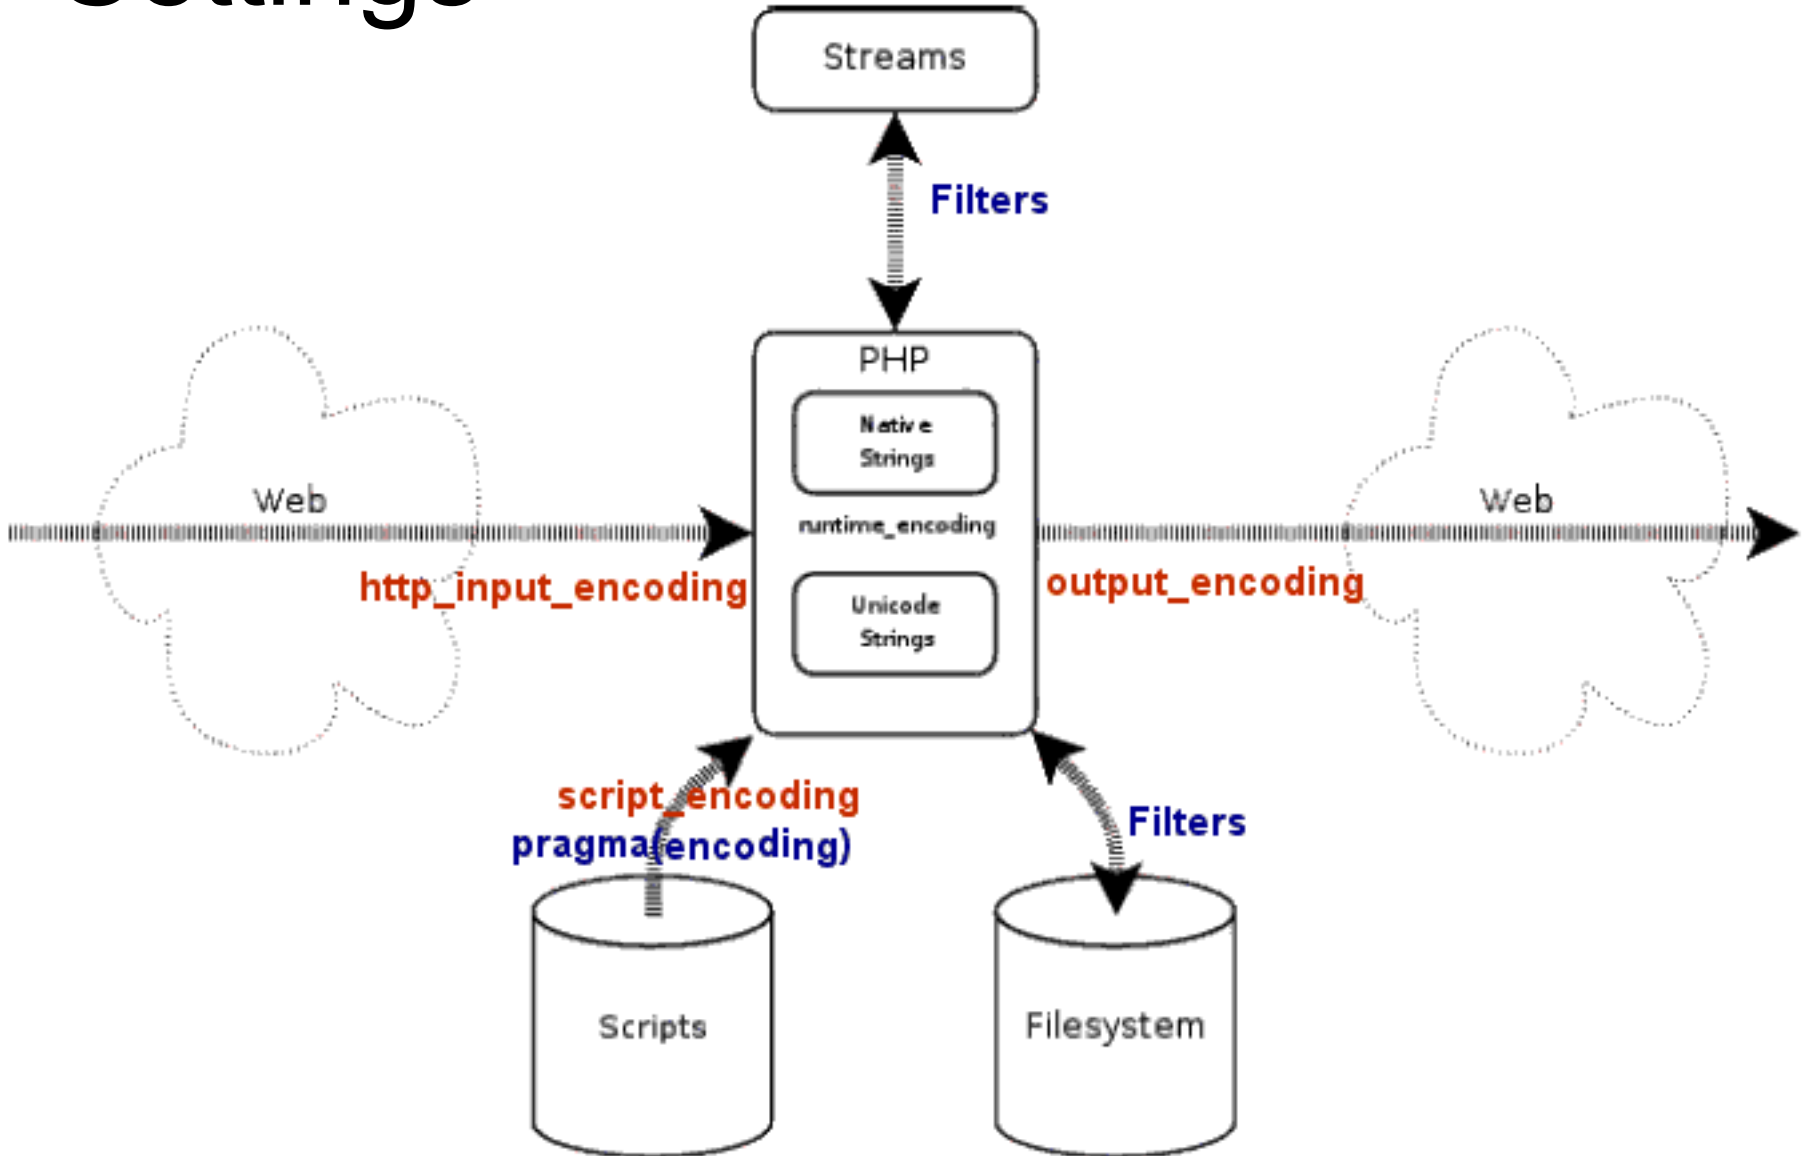 Streams
Filters
PHP
Native
Strings
runtime_encoding
Unicode
Strings
Web
http_input_encoding
Web
output_encoding
script_encoding
pragma(encoding)
Filters
Scripts
Filesystem